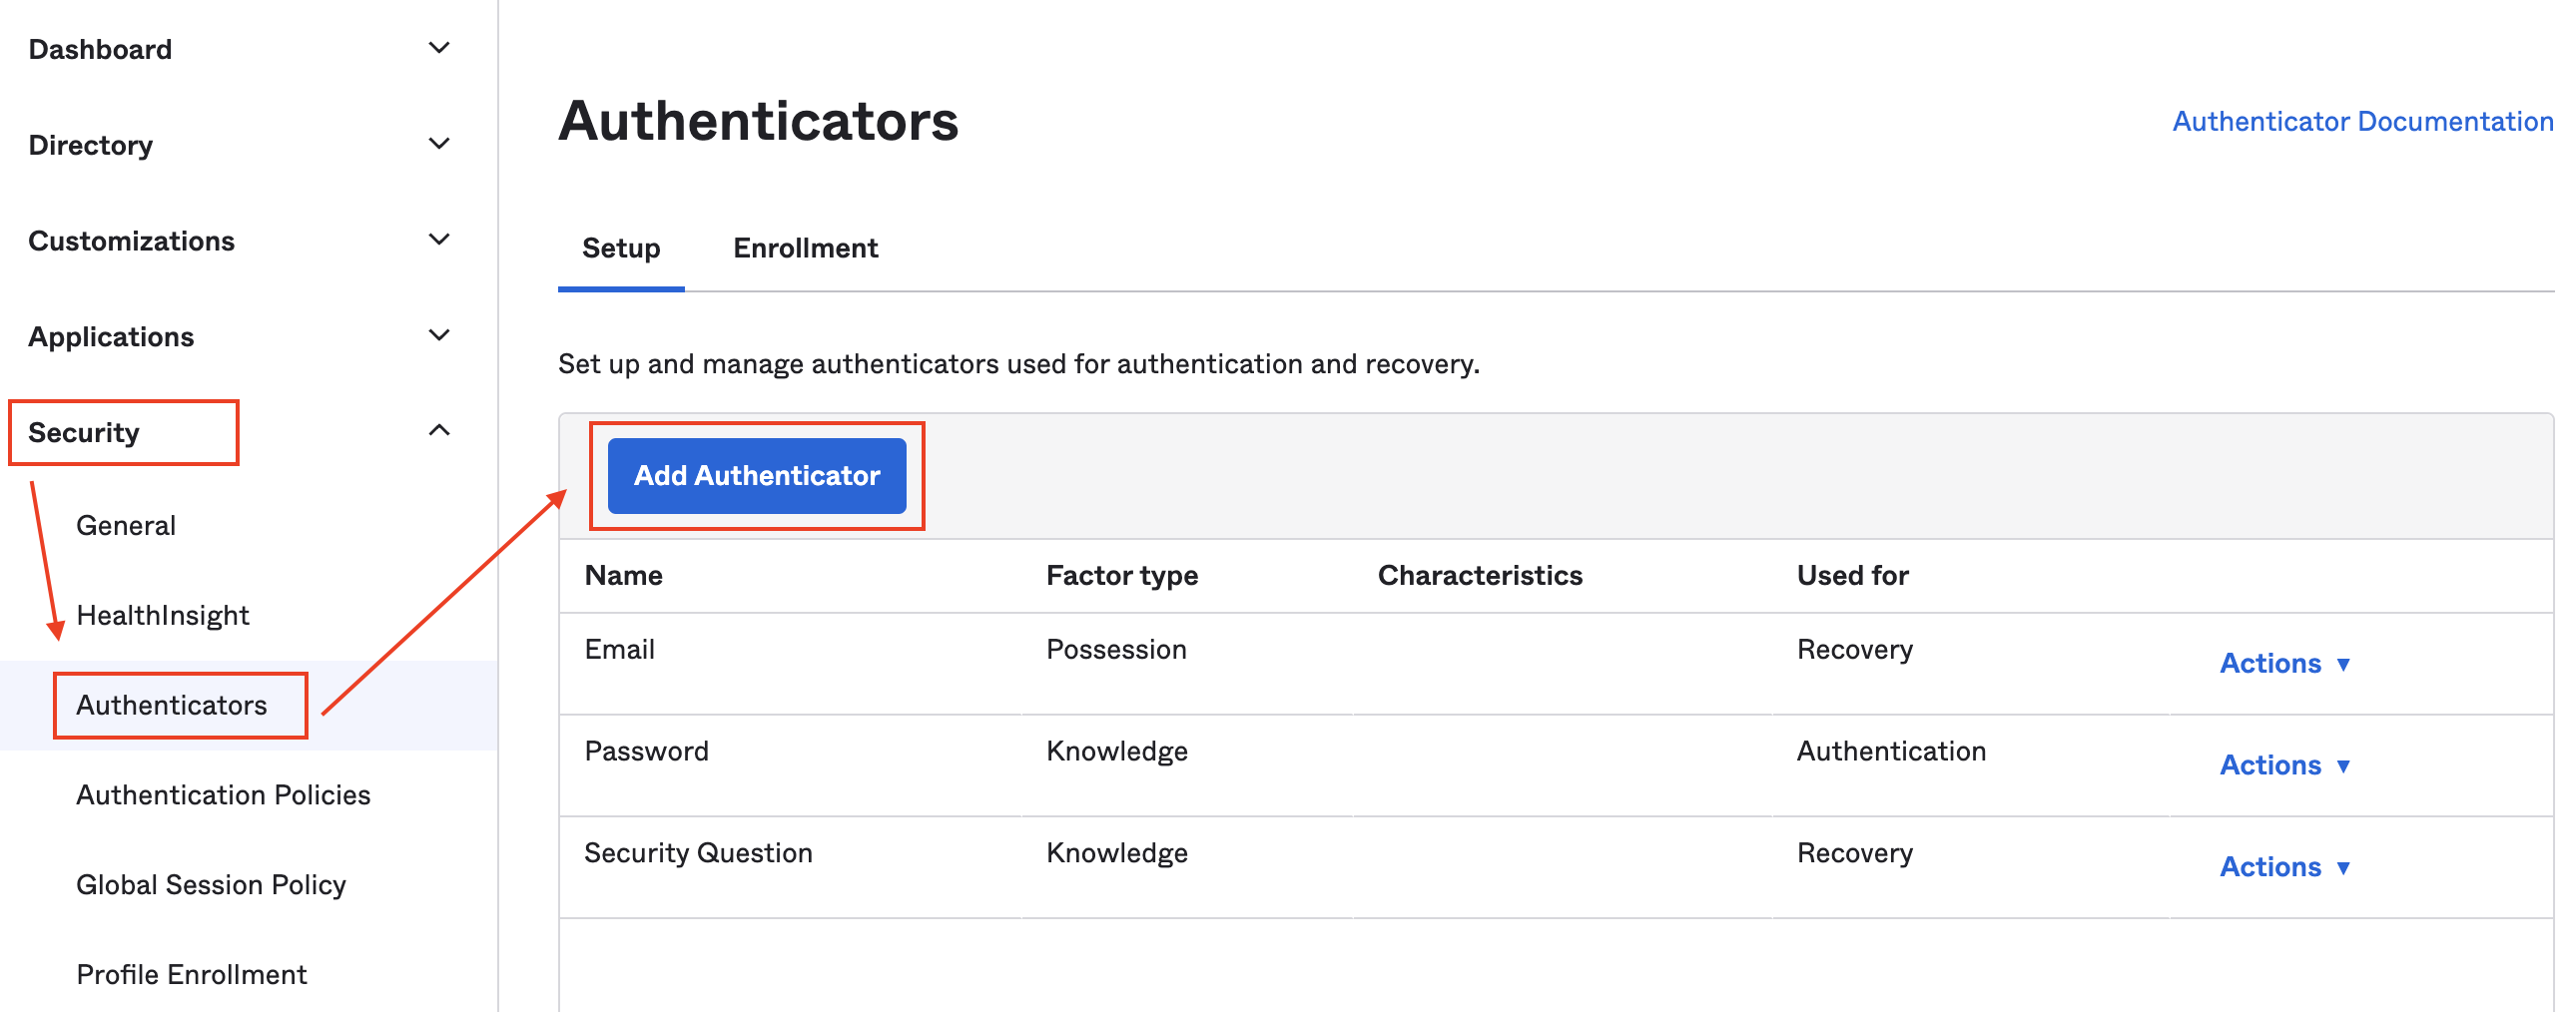 Dashboard
Directory
Customizations
Applications
Security
General
HealthInsight
Authenticators
Authentication Policies
Global Session Policy
Profile Enrollment
Authenticators
Authenticator Documentation
Setup Enrollment
Set up and manage authenticators used for authentication and recovery.
Add Authenticator
Name Factor type Characteristics Used for
Email Possession Recovery Actions ▼
Password Knowledge Authentication Actions ▼
Security Question Knowledge Recovery Actions ▼